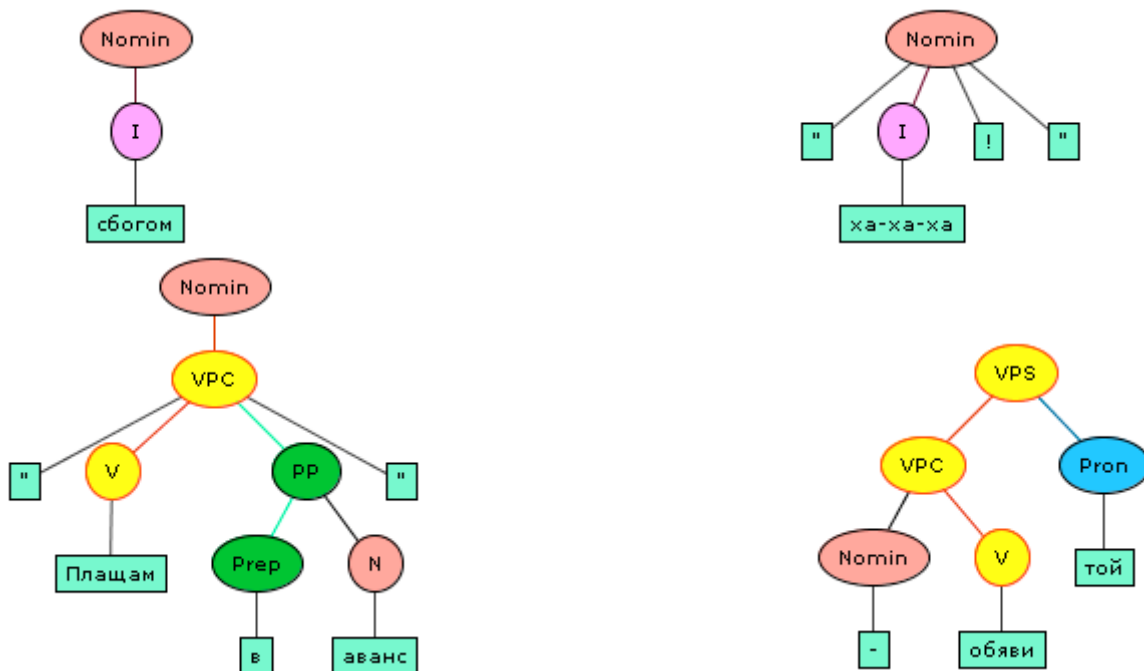 Nomin
I
сбогом
Nomin
" I ! "
ха-ха-ха
Nomin
VPC
" V PP "
Плащам Prep N
в аванс
VPS
VPC Pron
Nomin V той
- обяви